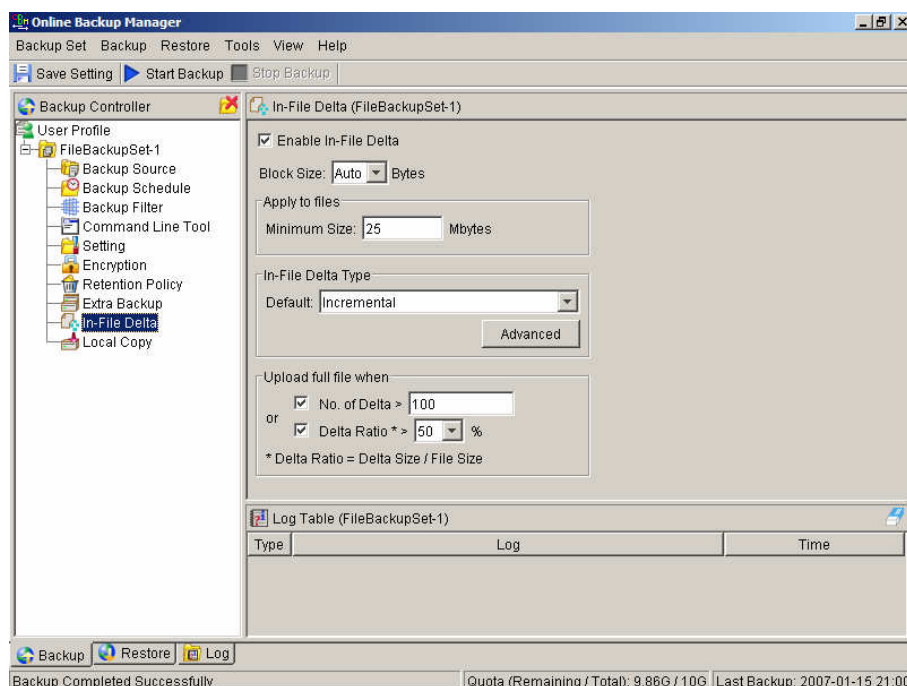 Online Backup Manager
Backup Set Backup Restore Tools View Help
Save Setting Start Backup Stop Backup
Backup Controller
User Profile
FileBackupSet-1
Backup Source
Backup Schedule
Backup Filter
Command Line Tool
Setting
Encryption
Retention Policy
Extra Backup
In-File Delta
Local Copy
In-File Delta (FileBackupSet-1)
Enable In-File Delta
Block Size: Auto Bytes
Apply to files
Minimum Size: 25 Mbytes
In-File Delta Type
Default: Incremental
Advanced
Upload full file when
No. of Delta > 100
or
Delta Ratio * > 50 %
* Delta Ratio = Delta Size / File Size
Log Table (FileBackupSet-1)
Type Log Time
Backup Restore Log
Backup Completed Successfully Quota (Remaining / Total): 9.86G / 10G Last Backup: 2007-01-15 21:00